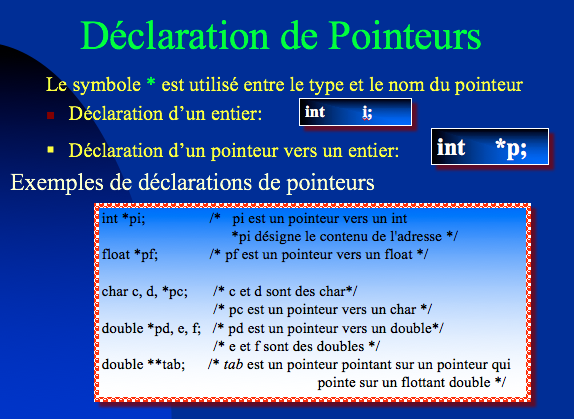 Déclaration de Pointeurs
Le symbole * est utilisé entre le type et le nom du pointeur
Déclaration d'un entier: int i;
Déclaration d'un pointeur vers un entier: int *p;
Exemples de déclarations de pointeurs
int *pi; /* pi est un pointeur vers un int
*pi désigne le contenu de l'adresse */
float *pf; /* pf est un pointeur vers un float */
char c, d, *pc; /* c et d sont des char*/
/* pc est un pointeur vers un char */
double *pd, e, f; /* pd est un pointeur vers un double*/
/* e et f sont des doubles */
double **tab; /* tab est un pointeur pointant sur un pointeur qui
pointe sur un flottant double */